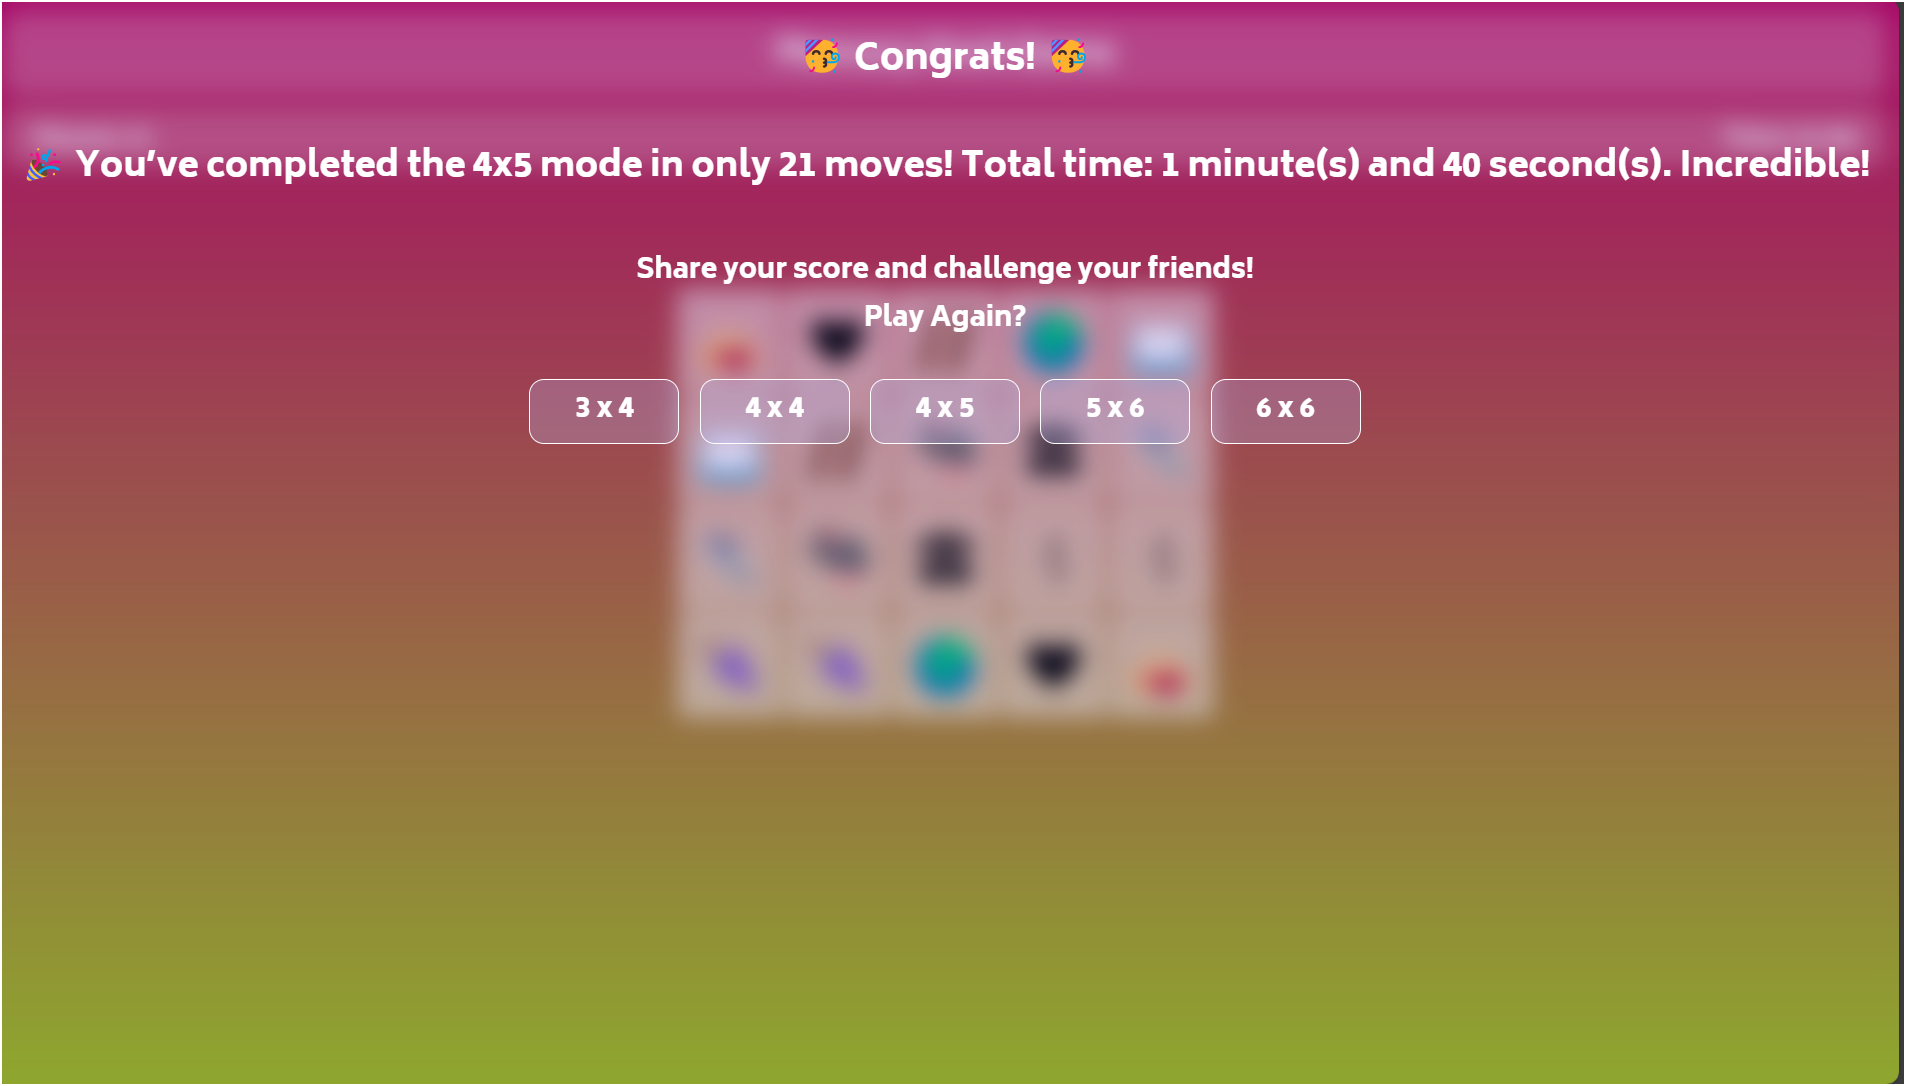 🥳 Congrats! 🥳
🎉 You’ve completed the 4x5 mode in only 21 moves! Total time: 1 minute(s) and 40 second(s). Incredible!
Share your score and challenge your friends!
Play Again?
3 x 4 4 x 4 4 x 5 5 x 6 6 x 6